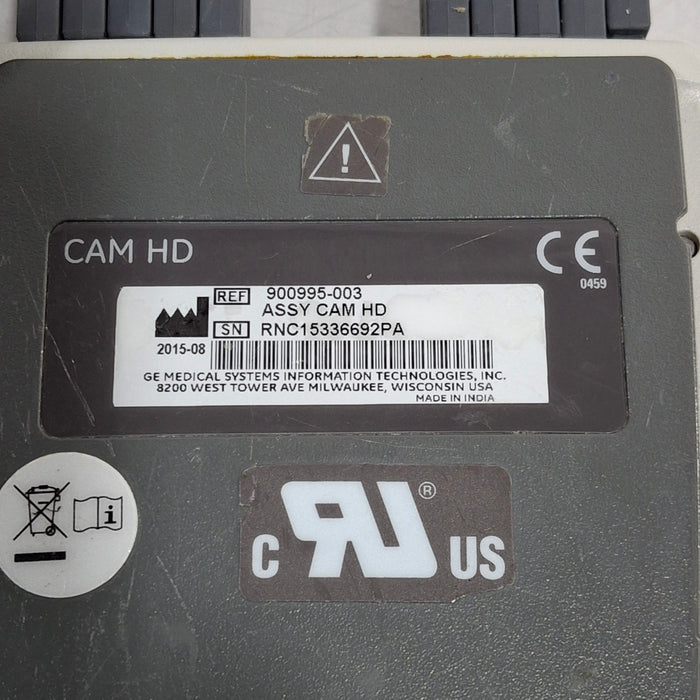 !
CAM HD
CE
0459
REF 900995-003
ASSY CAM HD
SN RNC15336692PA
2015-08
GE MEDICAL SYSTEMS INFORMATION TECHNOLOGIES, INC.
8200 WEST TOWER AVE MILWAUKEE, WISCONSIN USA
MADE IN INDIA
i
C RU® US